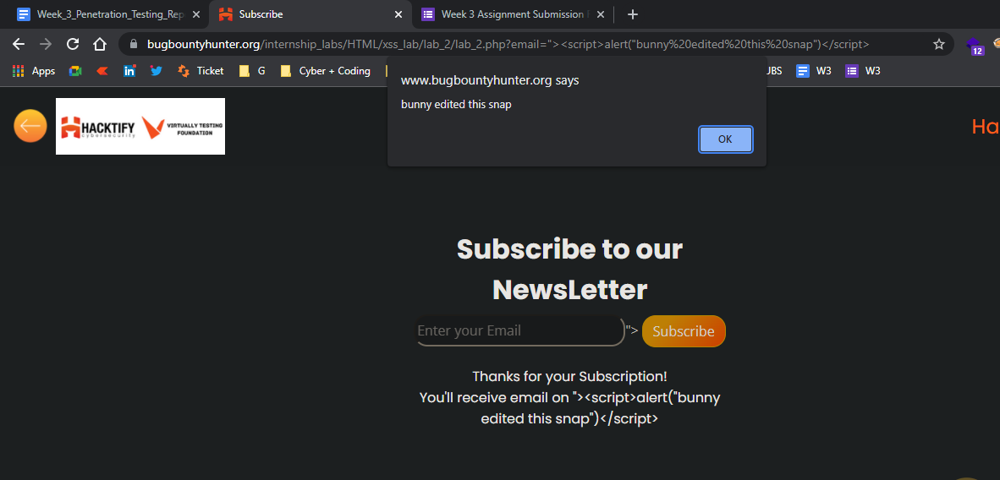 Week_3_Penetration_Testing_Rep
Subscribe
Week 3 Assignment Submission
bugbountyhunter.org/internship_labs/HTML/xss_lab/lab_2/lab_2.php?email="><script>alert("bunny%20edited%20this%20snap")</script>
12
Apps
Ticket
G
Cyber + Coding
JBS
W3
W3
www.bugbountyhunter.org says
bunny edited this snap
OK
HACKTIFY
cybersecurity
VIRTUALLY TESTING
FOUNDATION
Ha
Subscribe to our
NewsLetter
Enter your Email
">
Subscribe
Thanks for your Subscription!
You'll receive email on "><script>alert("bunny
edited this snap")</script>